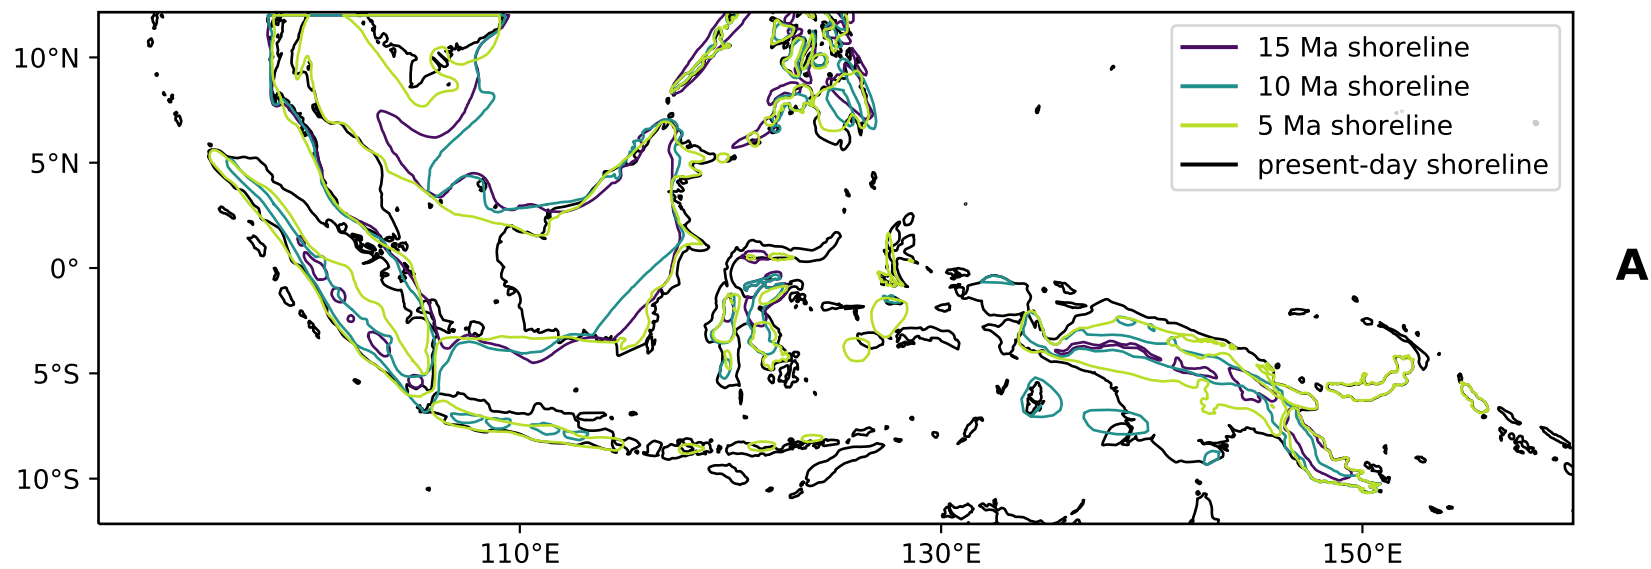 10°N
5°N
0°
5°S
10°S
110°E
130°E
150°E
15 Ma shoreline
10 Ma shoreline
5 Ma shoreline
present-day shoreline
A